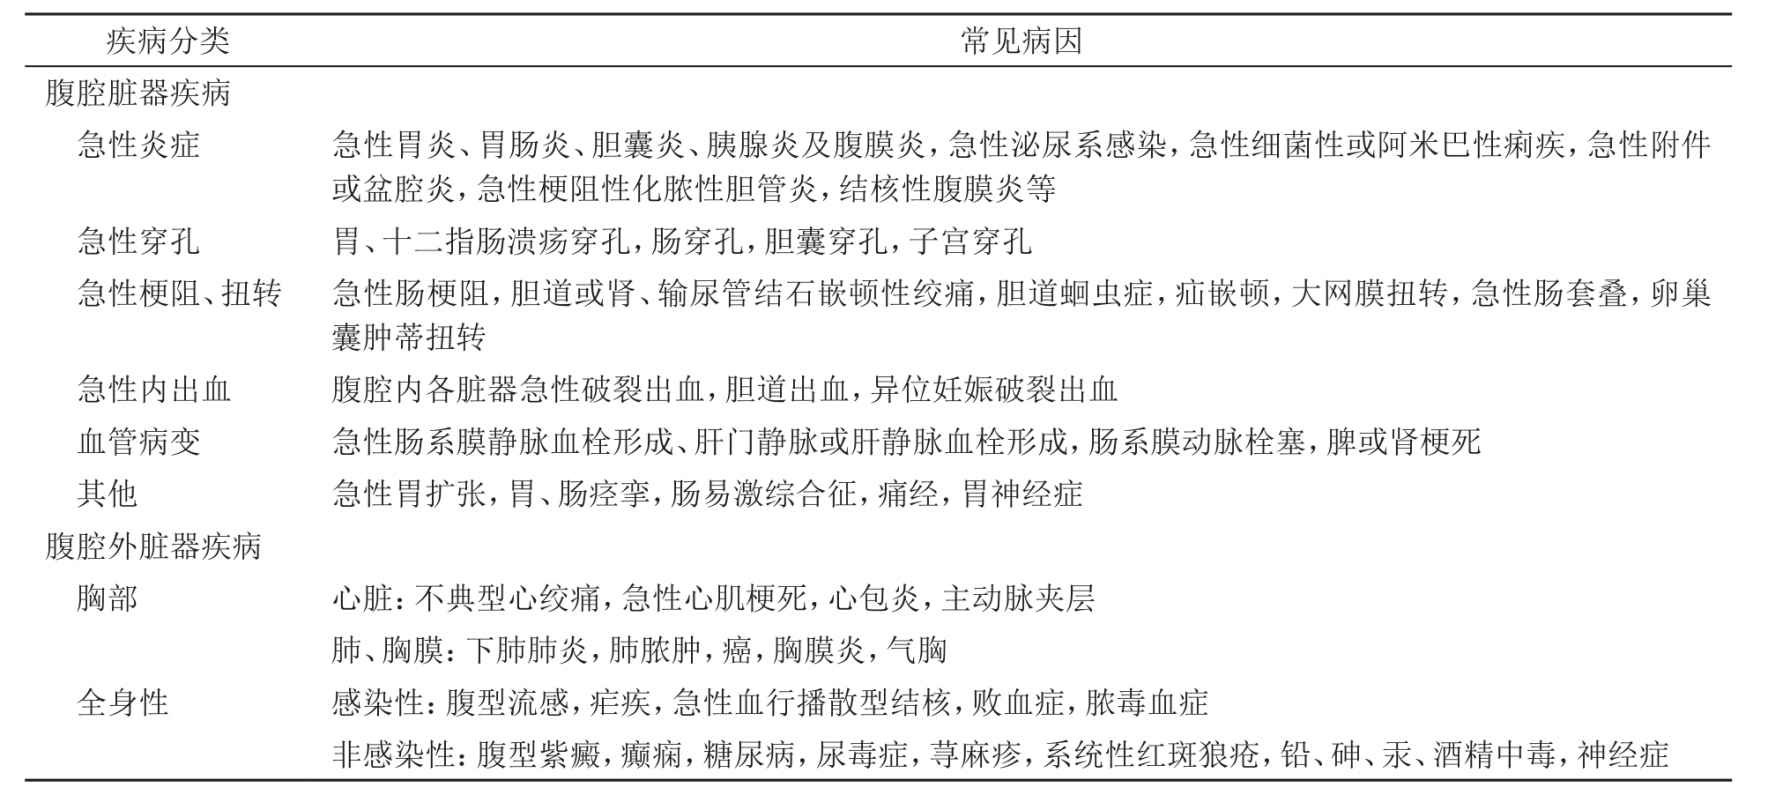 疾病分类 常见病因
腹腔脏器疾病
急性炎症 急性胃炎、胃肠炎、胆囊炎、胰腺炎及腹膜炎，急性泌尿系感染，急性细菌性或阿米巴性痢疾，急性附件
或盆腔炎，急性梗阻性化脓性胆管炎，结核性腹膜炎等
急性穿孔 胃、十二指肠溃疡穿孔，肠穿孔，胆囊穿孔，子宫穿孔
急性梗阻、扭转 急性肠梗阻，胆道或肾、输尿管结石嵌顿性绞痛，胆道蛔虫症，疝嵌顿，大网膜扭转，急性肠套叠，卵巢
囊肿蒂扭转
急性内出血 腹腔内各脏器急性破裂出血，胆道出血，异位妊娠破裂出血
血管病变 急性肠系膜静脉血栓形成、肝门静脉或肝静脉血栓形成，肠系膜动脉栓塞，脾或肾梗死
其他 急性胃扩张，胃、肠痉挛，肠易激综合征，痛经，胃神经症
腹腔外脏器疾病
胸部 心脏：不典型心绞痛，急性心肌梗死，心包炎，主动脉夹层
肺、胸膜：下肺肺炎，肺脓肿，癌，胸膜炎，气胸
全身性 感染性：腹型流感，疟疾，急性血行播散型结核，败血症，脓毒血症
非感染性：腹型紫癜，癫痫，糖尿病，尿毒症，荨麻疹，系统性红斑狼疮，铅、砷、汞、酒精中毒，神经症